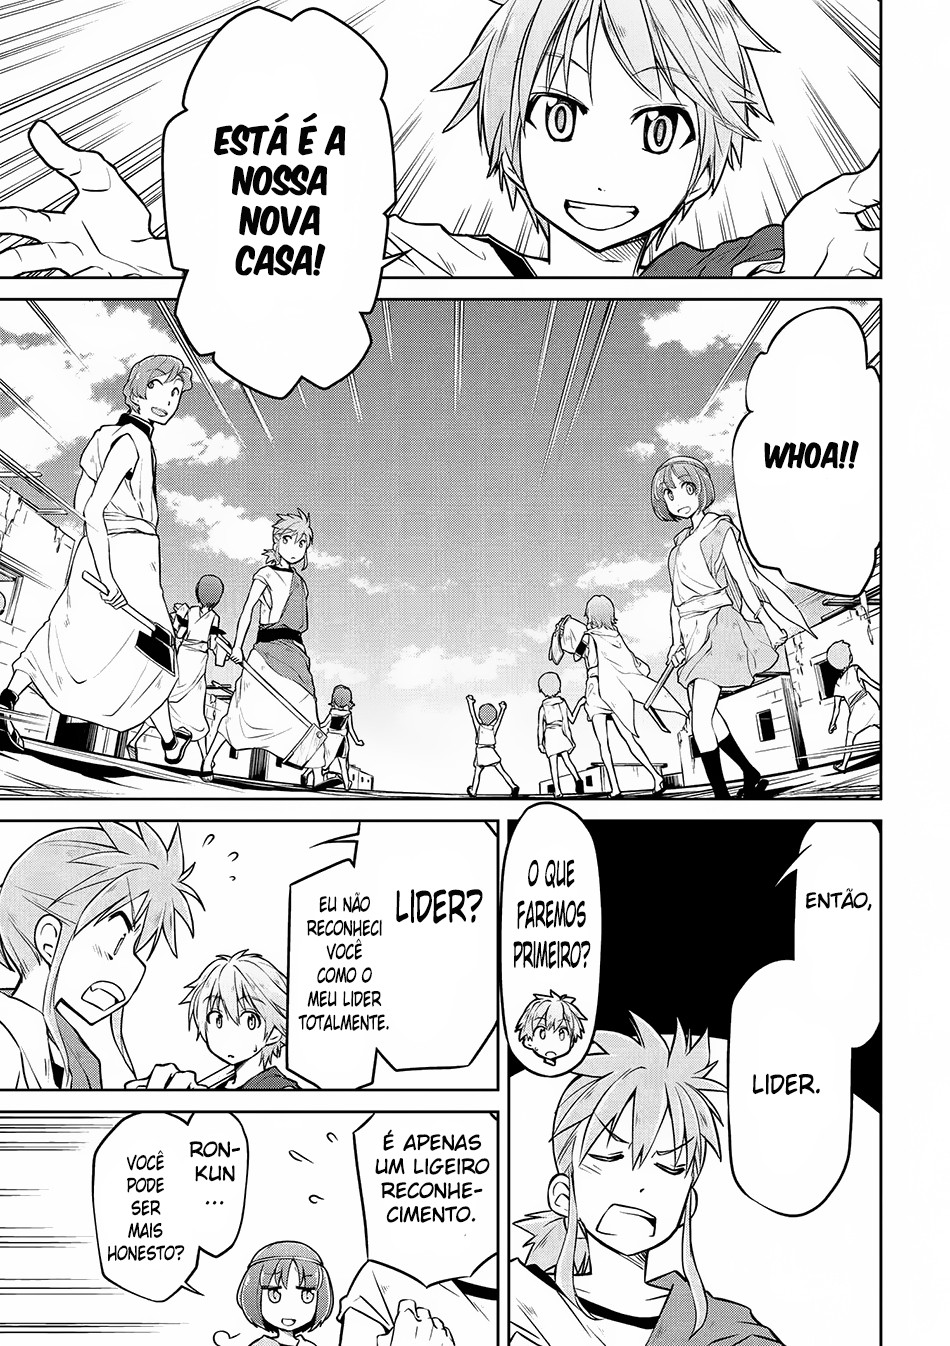 ESTÁ É A
NOSSA
NOVA
CASA!
WHOA!!
ENTÃO,
LIDER.
O QUE
FAREMOS
PRIMEIRO?
LIDER?
EU NÃO
RECONHECI
VOCÊ
COMO O
MEU LIDER
TOTALMENTE.
É APENAS
UM LIGEIRO
RECONHE-
CIMENTO.
RON-
KUN
...
VOCÊ
PODE
SER
MAIS
HONESTO?